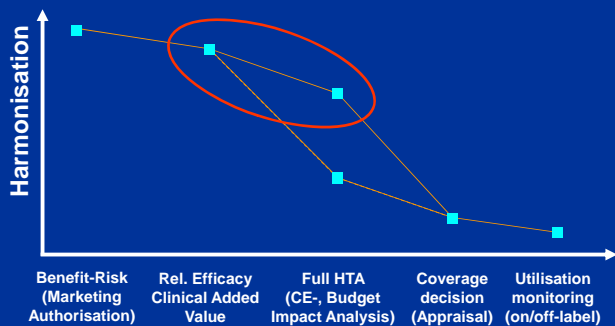 Harmonisation
Benefit-Risk
(Marketing
Authorisation)
Rel. Efficacy
Clinical Added
Value
Full HTA
(CE-, Budget
Impact Analysis)
Coverage
decision
(Appraisal)
Utilisation
monitoring
(on/off-label)